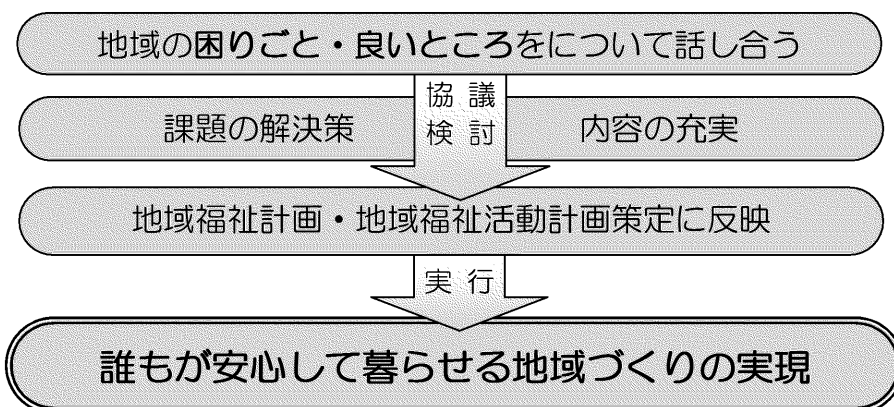 地域の困りごと・良いところをについて話し合う
協議
課題の解決策 検討 内容の充実
地域福祉計画・地域福祉活動計画策定に反映
実行
誰もが安心して暮らせる地域づくりの実現